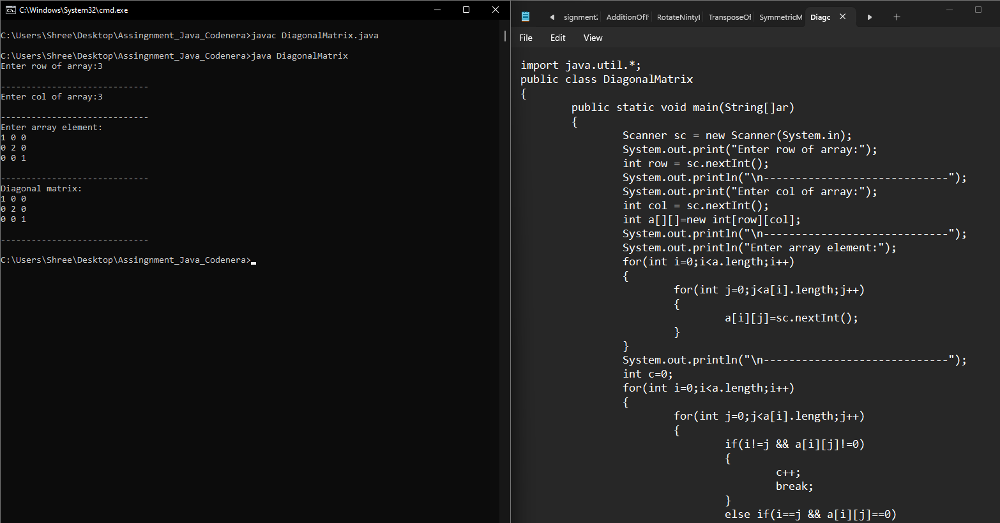 C:\Windows\System32\cmd.exe
C:\Users\Shree\Desktop\Assingnment_Java_Codenera>javac DiagonalMatrix.java
C:\Users\Shree\Desktop\Assingnment_Java_Codenera>java DiagonalMatrix
Enter row of array:3
-----------------------------
Enter col of array:3
-----------------------------
Enter array element:
1 0 0
0 2 0
0 0 1
-----------------------------
Diagonal matrix:
1 0 0
0 2 0
0 0 1
-----------------------------
C:\Users\Shree\Desktop\Assingnment_Java_Codenera>
signment2 AdditionOfT RotateNintyI TransposeOf SymmetricM Diagc
File Edit View
import java.util.*;
public class DiagonalMatrix
{
public static void main(String[]ar)
{
Scanner sc = new Scanner(System.in);
System.out.print("Enter row of array:");
int row = sc.nextInt();
System.out.println("\n-----------------------------");
System.out.print("Enter col of array:");
int col = sc.nextInt();
int a[][]=new int[row][col];
System.out.println("\n-----------------------------");
System.out.println("Enter array element:");
for(int i=0;i<a.length;i++)
{
for(int j=0;j<a[i].length;j++)
{
a[i][j]=sc.nextInt();
}
}
System.out.println("\n-----------------------------");
int c=0;
for(int i=0;i<a.length;i++)
{
for(int j=0;j<a[i].length;j++)
{
if(i!=j && a[i][j]!=0)
{
c++;
break;
}
else if(i==j && a[i][j]==0)